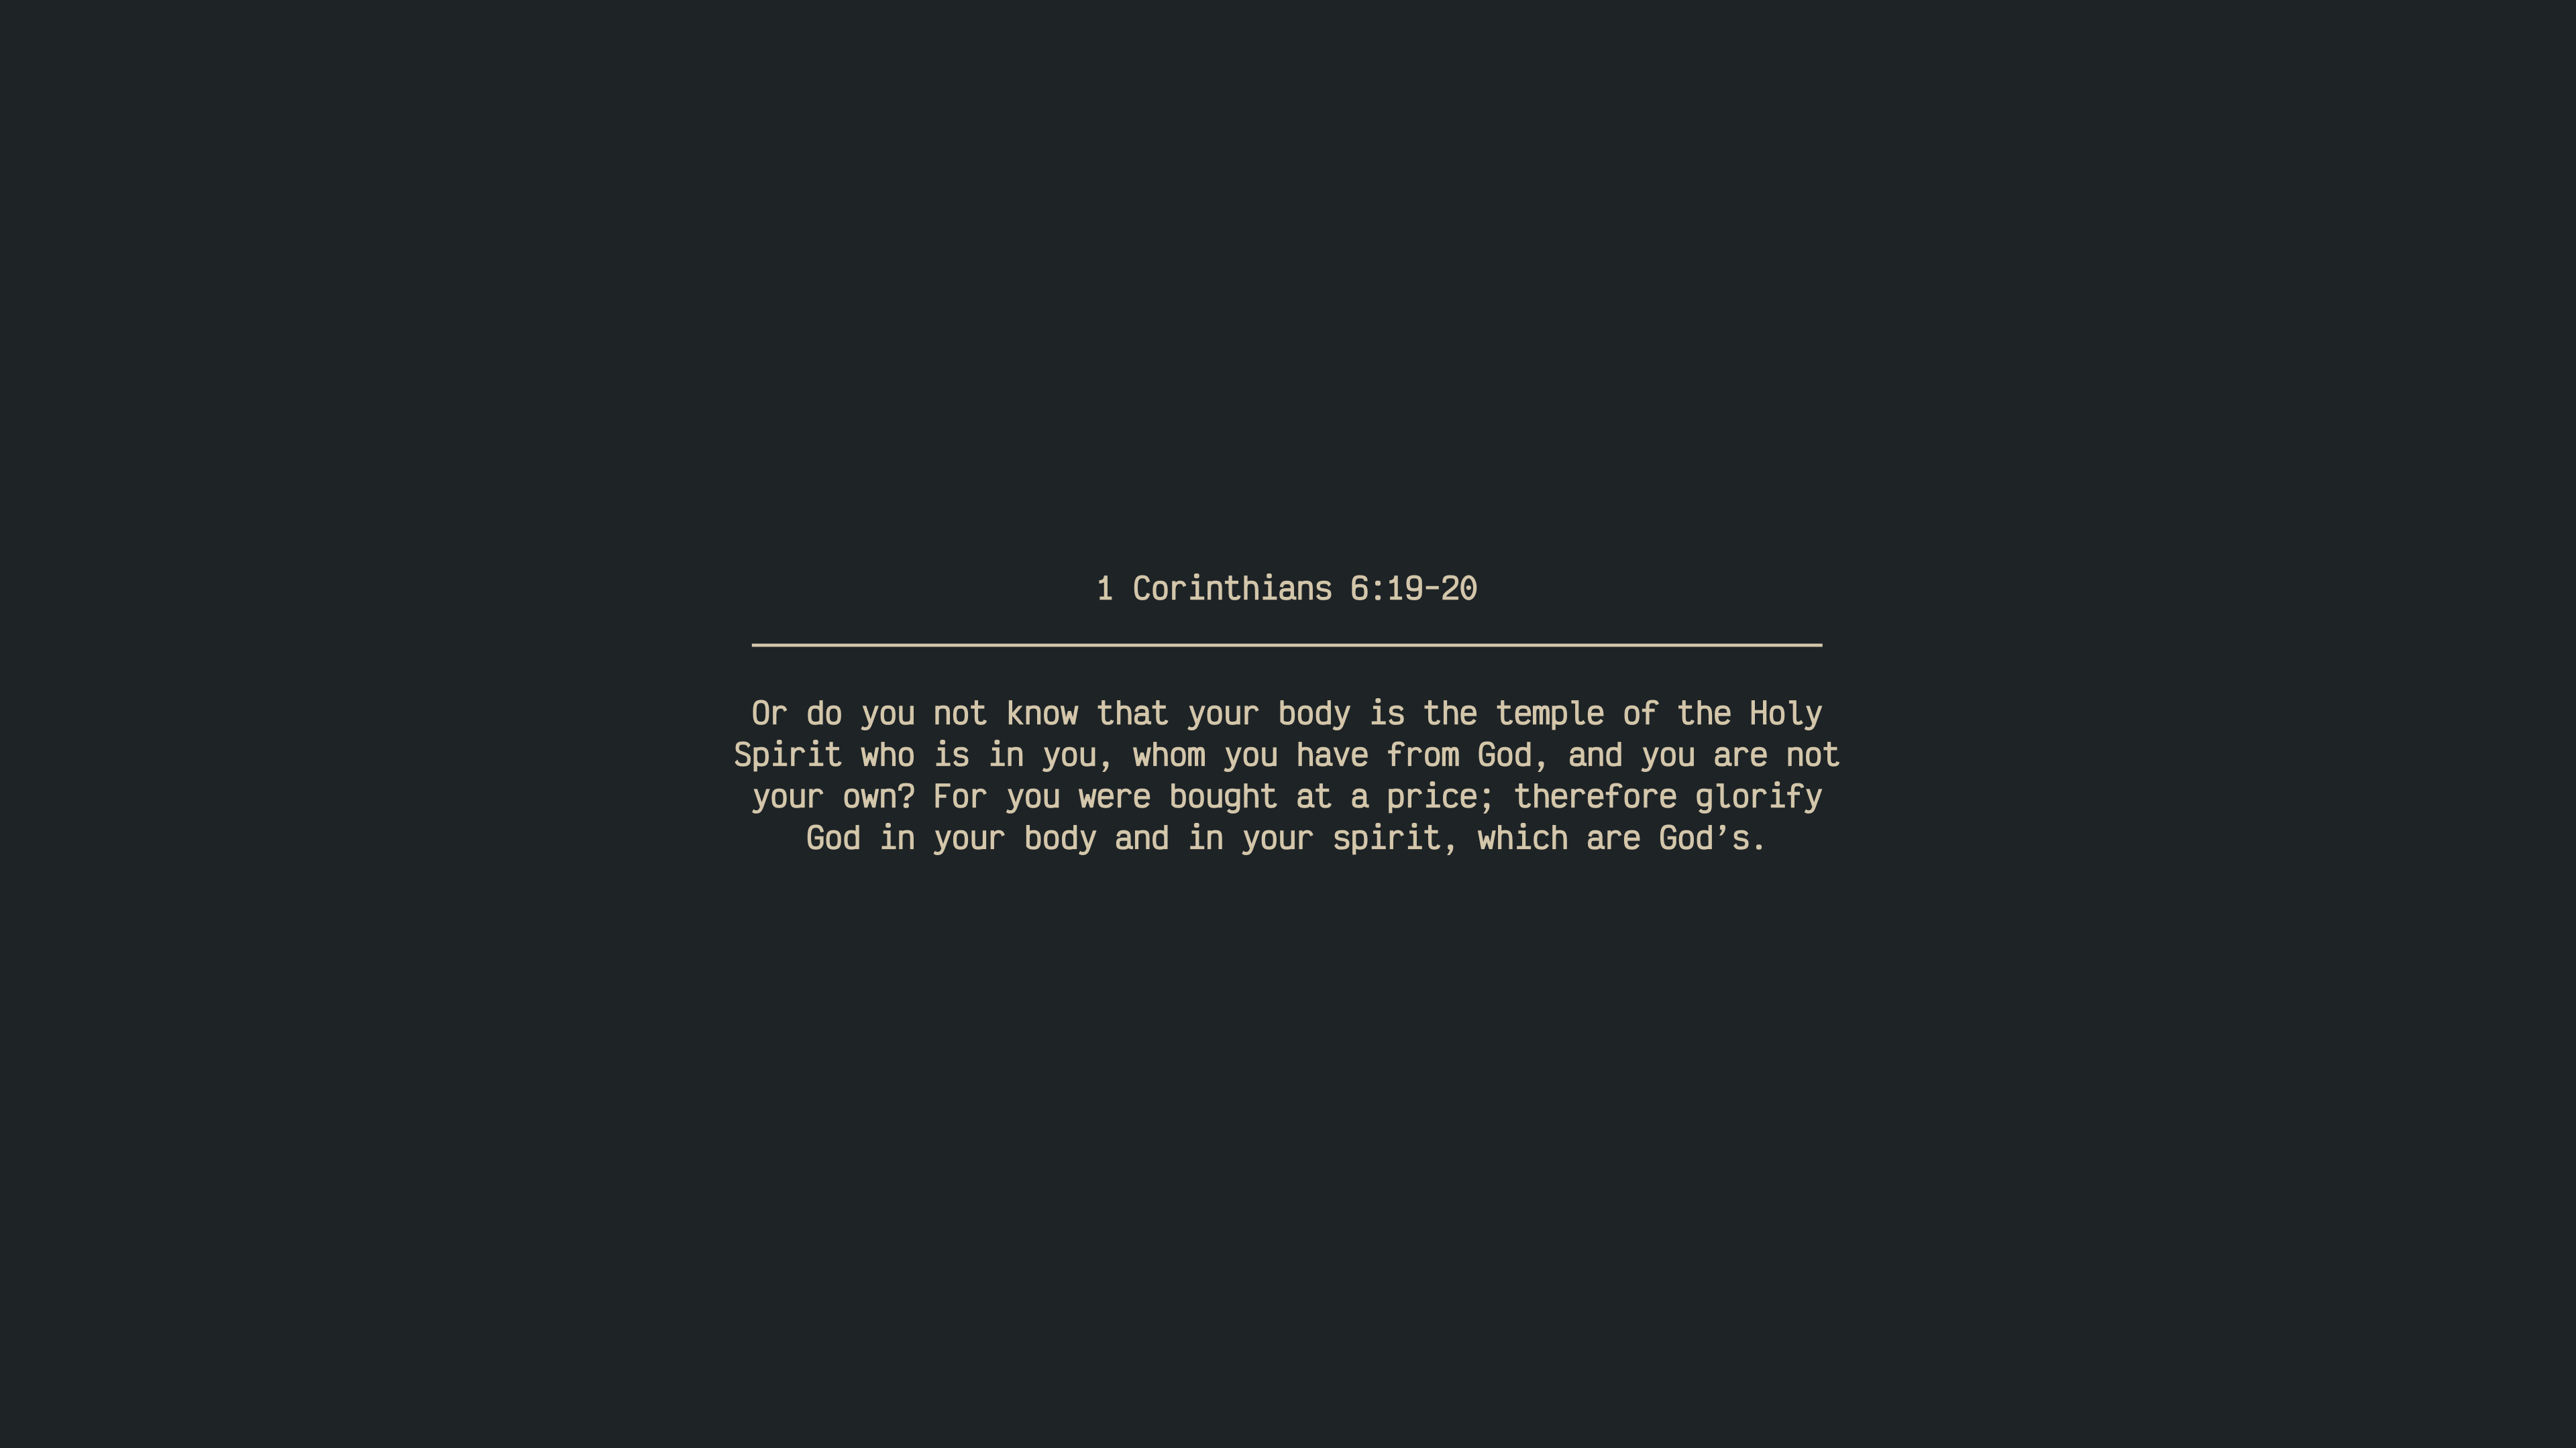 1 Corinthians 6:19-20
Or do you not know that your body is the temple of the Holy
Spirit who is in you, whom you have from God, and you are not
your own? For you were bought at a price; therefore glorify
God in your body and in your spirit, which are God’s.